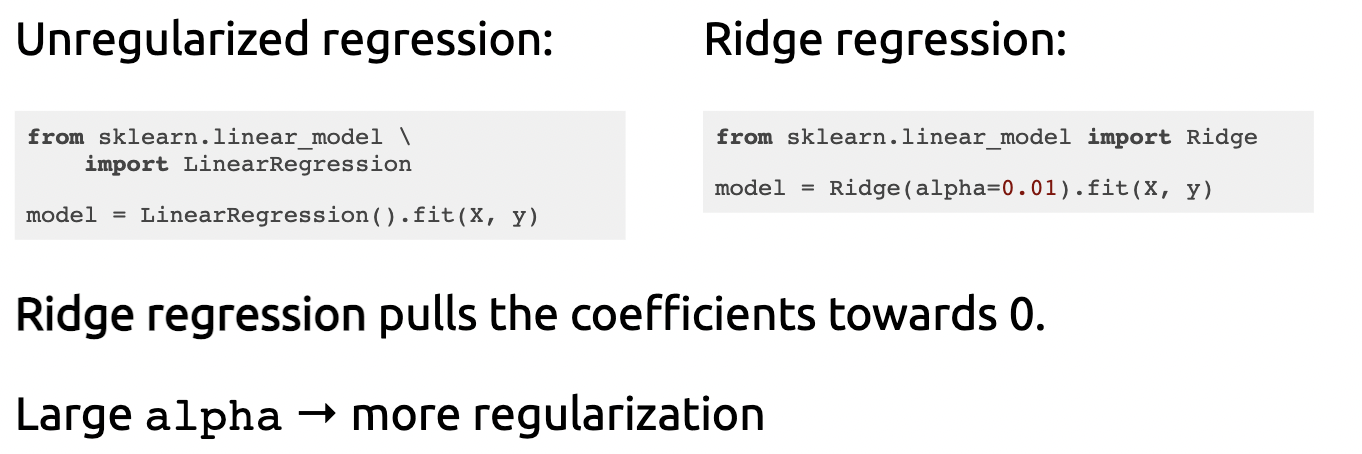 Unregularized regression:
from sklearn.linear_model \
    import LinearRegression
model = LinearRegression().fit(X, y)
Ridge regression:
from sklearn.linear_model import Ridge
model = Ridge(alpha=0.01).fit(X, y)
Ridge regression pulls the coefficients towards 0.
Large alpha → more regularization